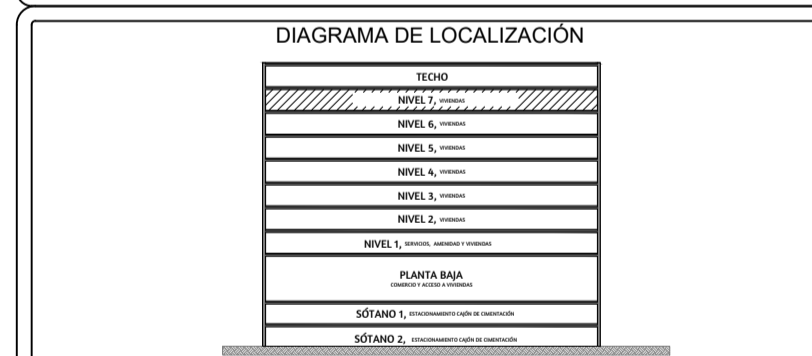 DIAGRAMA DE LOCALIZACIÓN
TECHO
NIVEL 7, VIVIENDAS
NIVEL 6, VIVIENDAS
NIVEL 5, VIVIENDAS
NIVEL 4, VIVIENDAS
NIVEL 3, VIVIENDAS
NIVEL 2, VIVIENDAS
NIVEL 1, SERVICIOS, AMENIDAD Y VIVIENDAS
PLANTA BAJA
COMERCIO Y ACCESO A VIVIENDAS
SÓTANO 1, ESTACIONAMIENTO CAJÓN DE CIMENTACIÓN
SÓTANO 2, ESTACIONAMIENTO CAJÓN DE CIMENTACIÓN